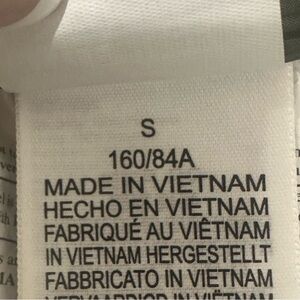 S
160/84A
MADE IN VIETNAM
HECHO EN VIETNAM
FABRIQUÉ AU VIÊTNAM
IN VIETNAM HERGESTELLT
FABBRICATO IN VIETNAM